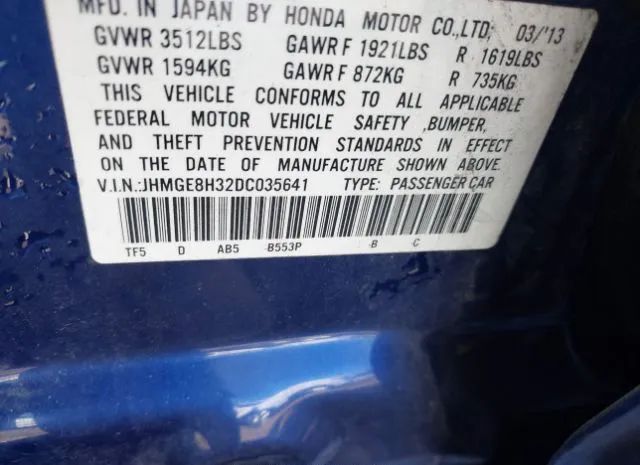 MFD. IN JAPAN BY HONDA MOTOR CO.,LTD. 03/'13
GVWR 3512LBS GAWR F 1921LBS R 1619LBS
GVWR 1594KG GAWR F 872KG R 735KG
THIS VEHICLE CONFORMS TO ALL APPLICABLE
FEDERAL MOTOR VEHICLE SAFETY ,BUMPER,
AND THEFT PREVENTION STANDARDS IN EFFECT
ON THE DATE OF MANUFACTURE SHOWN ABOVE.
V.I.N.:JHMGE8H32DC035641 TYPE: PASSENGER CAR
TF5 D AB5 -B553P -B -C